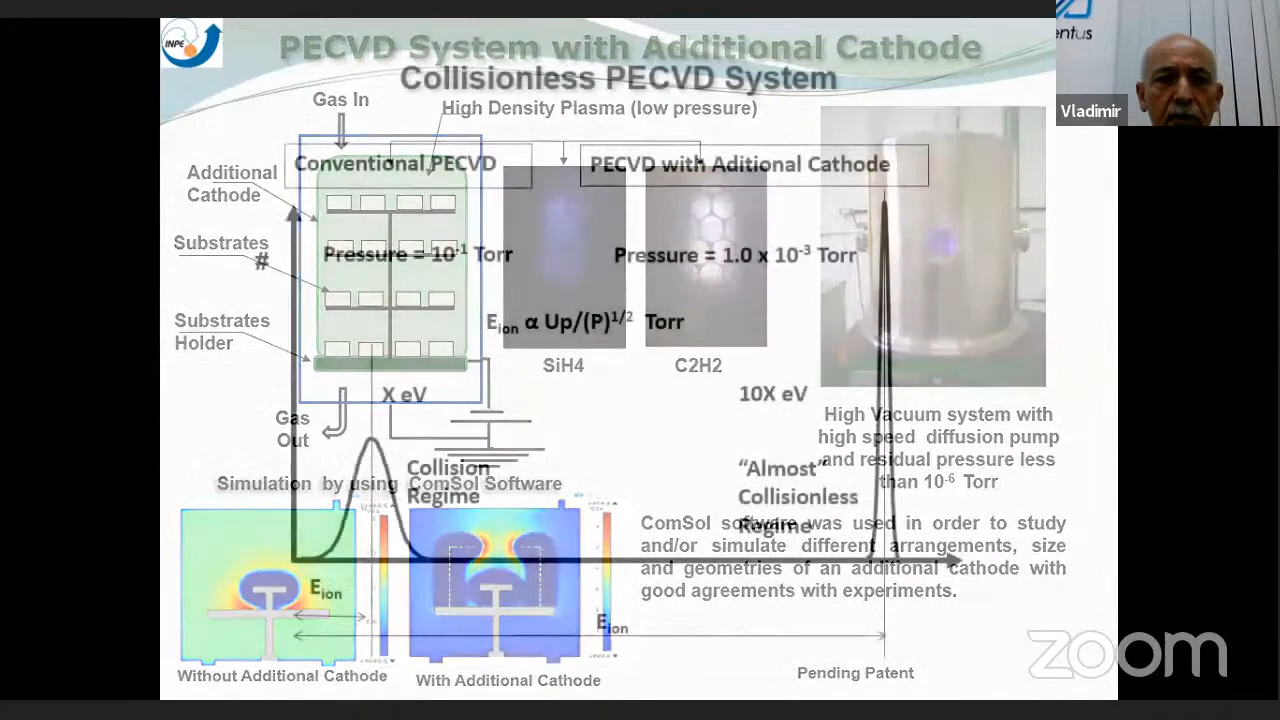 INPE
PECVD System with Additional Cathode
Collisionless PECVD System
entus
Vladimir
Gas In
High Density Plasma (low pressure)
Conventional PECVD
PECVD with Aditional Cathode
Additional
Cathode
Substrates
#
Pressure = 10-1 Torr
Pressure = 1.0 x 10-3 Torr
Substrates
Holder
Eion α Up/(P)1/2 Torr
SiH4
C2H2
X eV
10X eV
Gas
Out
High Vacuum system with
high speed diffusion pump
and residual pressure less
than 10-6 Torr
Collision
Regime
"Almost"
Collisionless
Regime
Simulation by using ComSol Software
ComSol software was used in order to study
and/or simulate different arrangements, size
and geometries of an additional cathode with
good agreements with experiments.
Eion
Eion
Without Additional Cathode
With Additional Cathode
Pending Patent
zoom